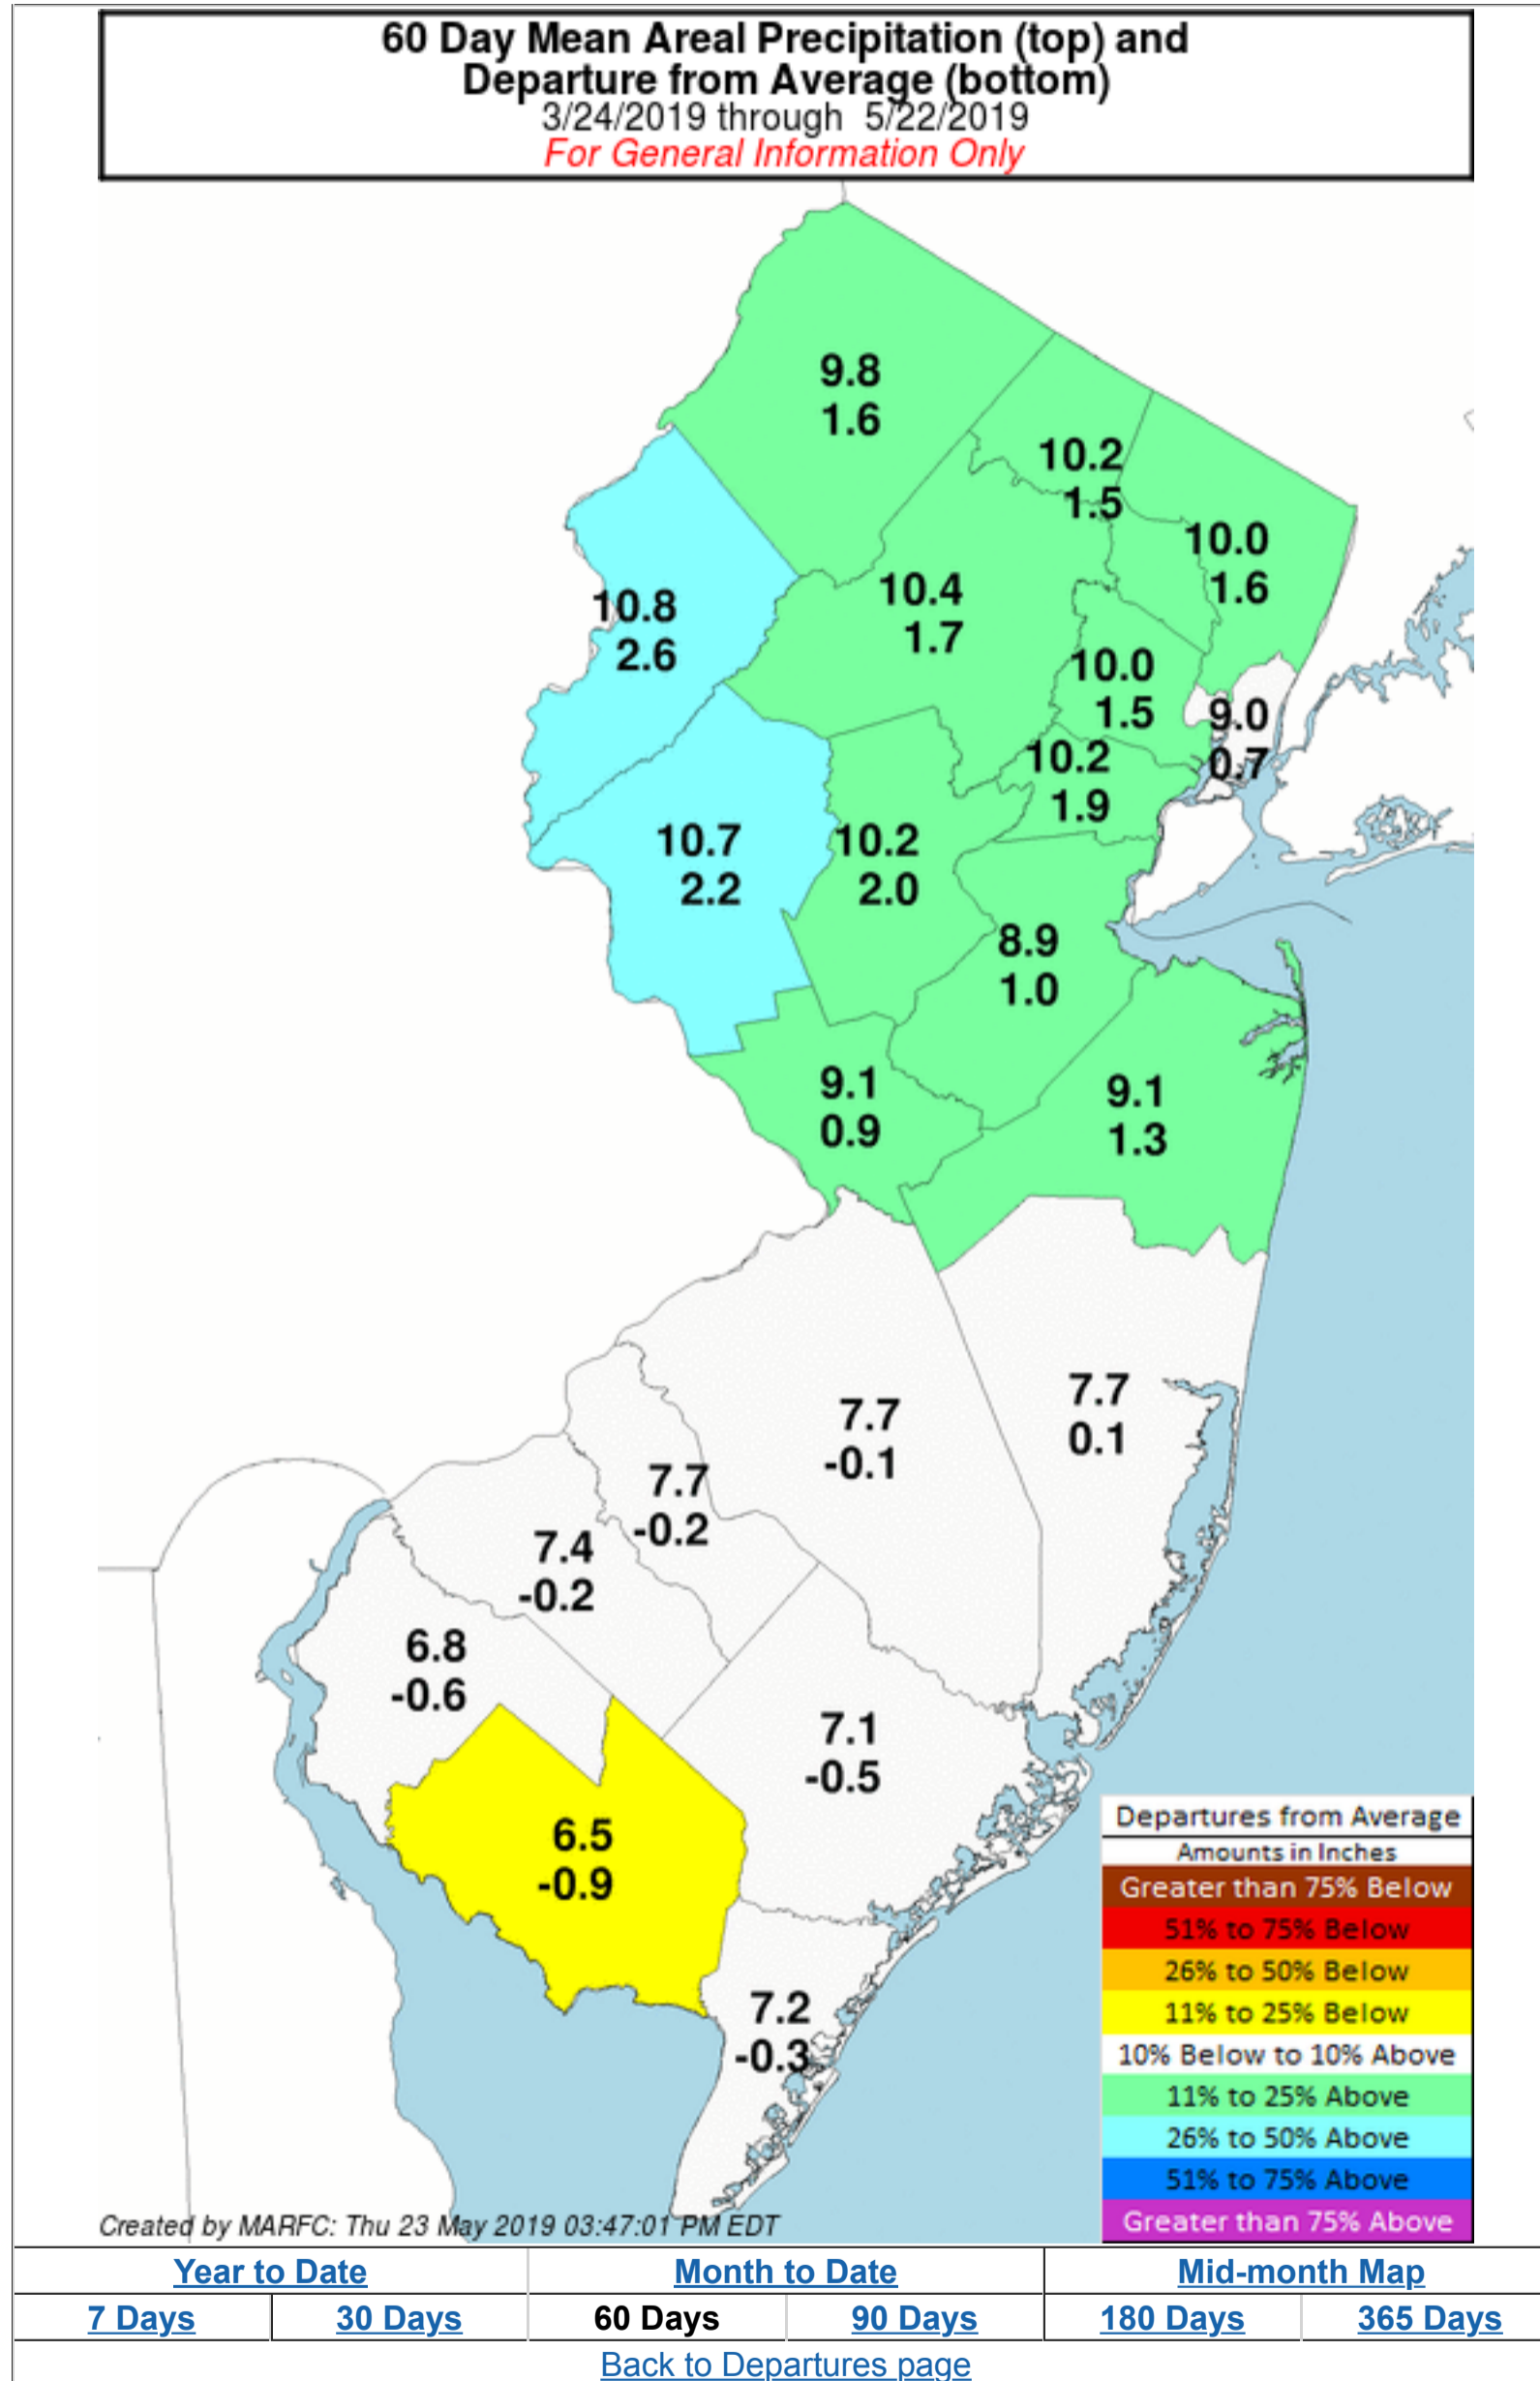 60 Day Mean Areal Precipitation (top) and
Departure from Average (bottom)
3/24/2019 through 5/22/2019
For General Information Only
9.8
1.6
10.2
1.5
10.0
1.6
10.8
2.6
10.4
1.7
10.0
1.5
9.0
0.7
10.2
1.9
10.7
2.2
10.2
2.0
8.9
1.0
9.1
0.9
9.1
1.3
7.7
-0.1
7.7
0.1
7.7
-0.2
7.4
-0.2
6.8
-0.6
7.1
-0.5
6.5
-0.9
7.2
-0.3
Departures from Average
Amounts in Inches
Greater than 75% Below
51% to 75% Below
26% to 50% Below
11% to 25% Below
10% Below to 10% Above
11% to 25% Above
26% to 50% Above
51% to 75% Above
Greater than 75% Above
Created by MARFC: Thu 23 May 2019 03:47:01 PM EDT
Year to Date Month to Date Mid-month Map
7 Days 30 Days 60 Days 90 Days 180 Days 365 Days
Back to Departures page